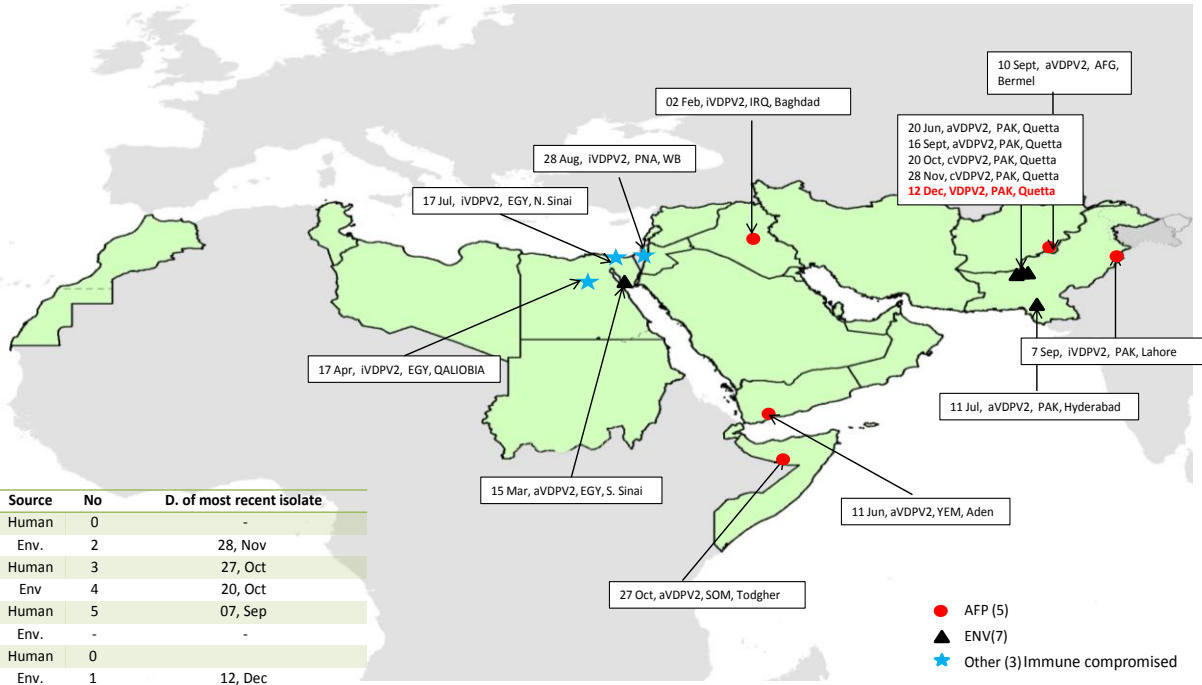 10 Sept, aVDPV2, AFG,
Bermel
02 Feb, iVDPV2, IRQ, Baghdad
20 Jun, aVDPV2, PAK, Quetta
16 Sept, aVDPV2, PAK, Quetta
20 Oct, cVDPV2, PAK, Quetta
28 Nov, cVDPV2, PAK, Quetta
12 Dec, VDPV2, PAK, Quetta
28 Aug, iVDPV2, PNA, WB
17 Jul, iVDPV2, EGY, N. Sinai
7 Sep, iVDPV2, PAK, Lahore
17 Apr, iVDPV2, EGY, QALIOBIA
11 Jul, aVDPV2, PAK, Hyderabad
15 Mar, aVDPV2, EGY, S. Sinai
11 Jun, aVDPV2, YEM, Aden
27 Oct, aVDPV2, SOM, Todgher
Source No D. of most recent isolate
Human 0 -
Env. 2 28, Nov
Human 3 27, Oct
Env 4 20, Oct
Human 5 07, Sep
Env. - -
Human 0
Env. 1 12, Dec
AFP (5)
ENV(7)
Other (3) Immune compromised